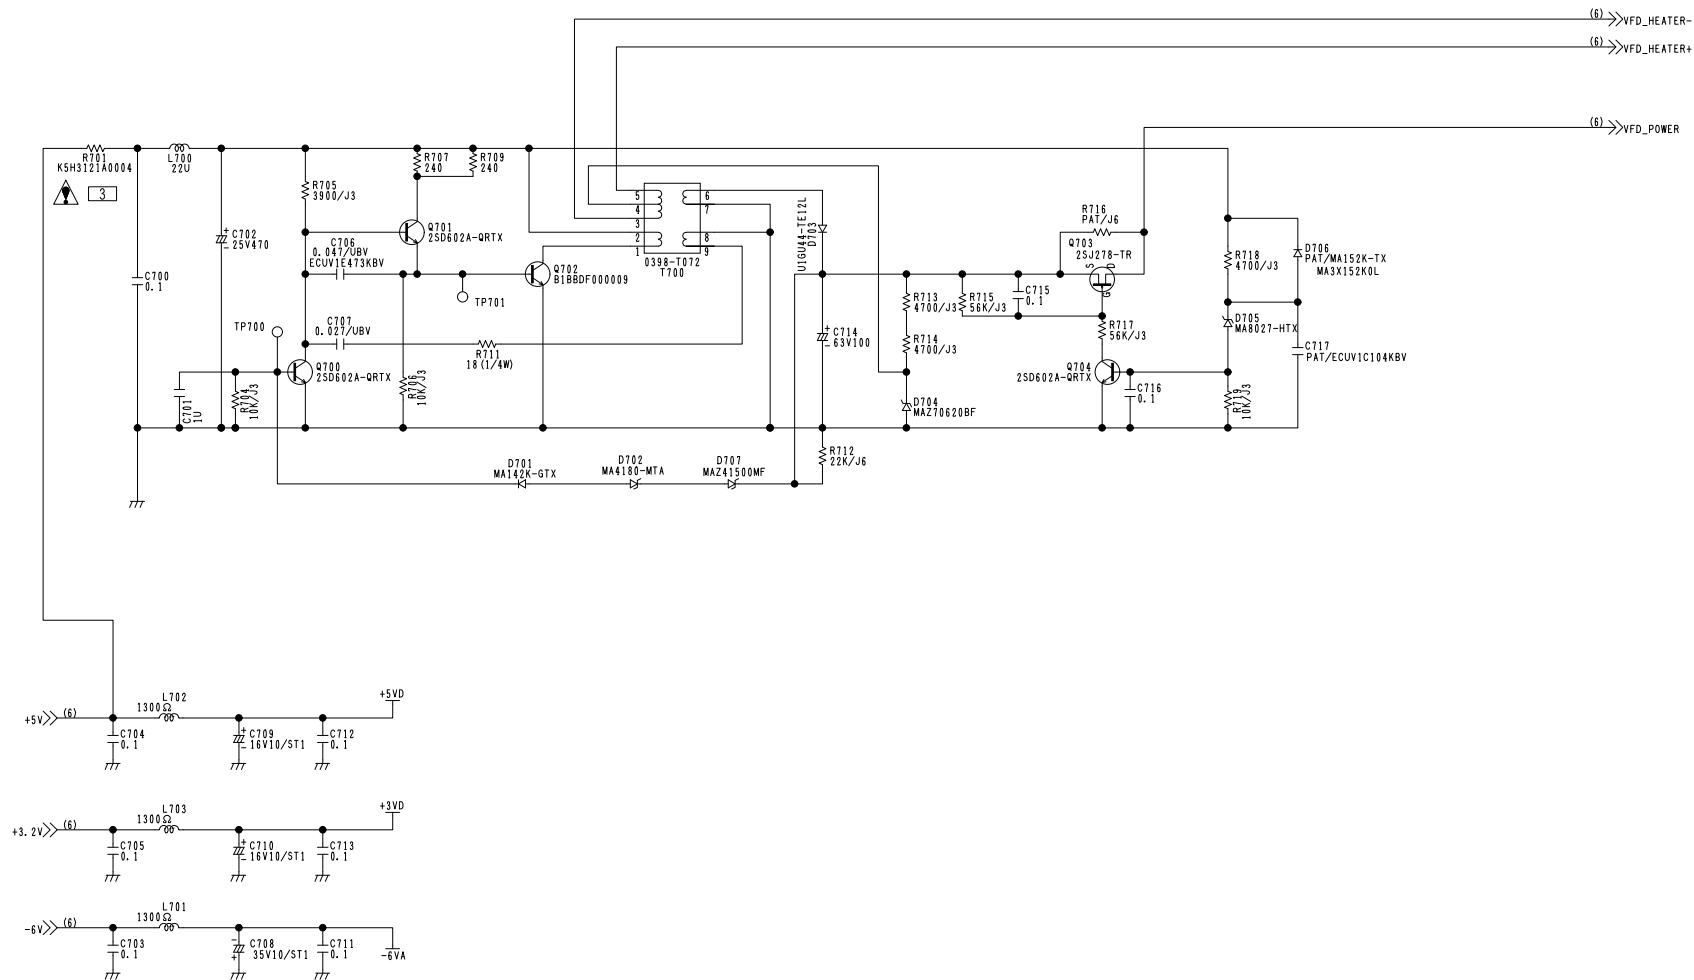 (6) VFD_HEATER-
(6) VFD_HEATER+
(6) VFD_POWER
R701
K5H3121A0004
3
L700
22U
R707
240
R709
240
R705
3900/J3
C702
25V470
Q701
2SD602A-QRTX
C706
0.047/UBV
ECUV1E473KBV
Q702
B1BBDF000009
C700
0.1
TP701
TP700
C707
0.027/UBV
R711
18(1/4W)
Q700
2SD602A-QRTX
C701
1U
R704
10K/J3
R706
10K/J3
5
4
3
2
1
6
7
8
9
0398-T072
T700
U1GU44-TE12L
D703
C714
63V100
R713
4700/J3
R714
4700/J3
R715
56K/J3
C715
0.1
R716
PAT/J6
Q703
2SJ278-TR
S
D
G
R717
56K/J3
Q704
2SD602A-QRTX
C716
0.1
R718
4700/J3
D706
PAT/MA152K-TX
MA3X152K0L
D705
MA8027-HTX
C717
PAT/ECUV1C104KBV
R719
10K/J3
D704
MAZ70620BF
R712
22K/J6
D701
MA142K-GTX
D702
MA4180-MTA
D707
MAZ41500MF
+5V (6)
L702
1300Ω
+5VD
C704
0.1
C709
16V10/ST1
C712
0.1
+3.2V (6)
L703
1300Ω
+3VD
C705
0.1
C710
16V10/ST1
C713
0.1
-6V (6)
L701
1300Ω
-6VA
C703
0.1
C708
35V10/ST1
C711
0.1